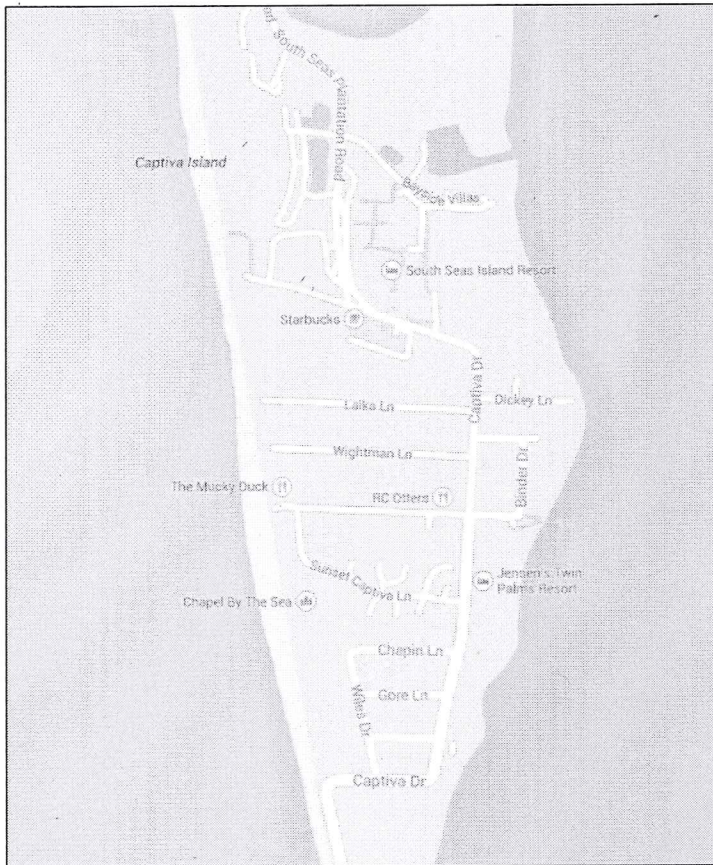 South Seas Plantation Road
Captiva Island
Bayside Villas
South Seas Island Resort
Starbucks
Captiva Dr
Laika Ln
Dickey Ln
Wightman Ln
Binder Dr
The Mucky Duck
RC Otters
Sunset Captiva Ln
Jensen's Twin
Palms Resort
Chapel By The Sea
Chapin Ln
Gore Ln
Wiles Dr
Captiva Dr